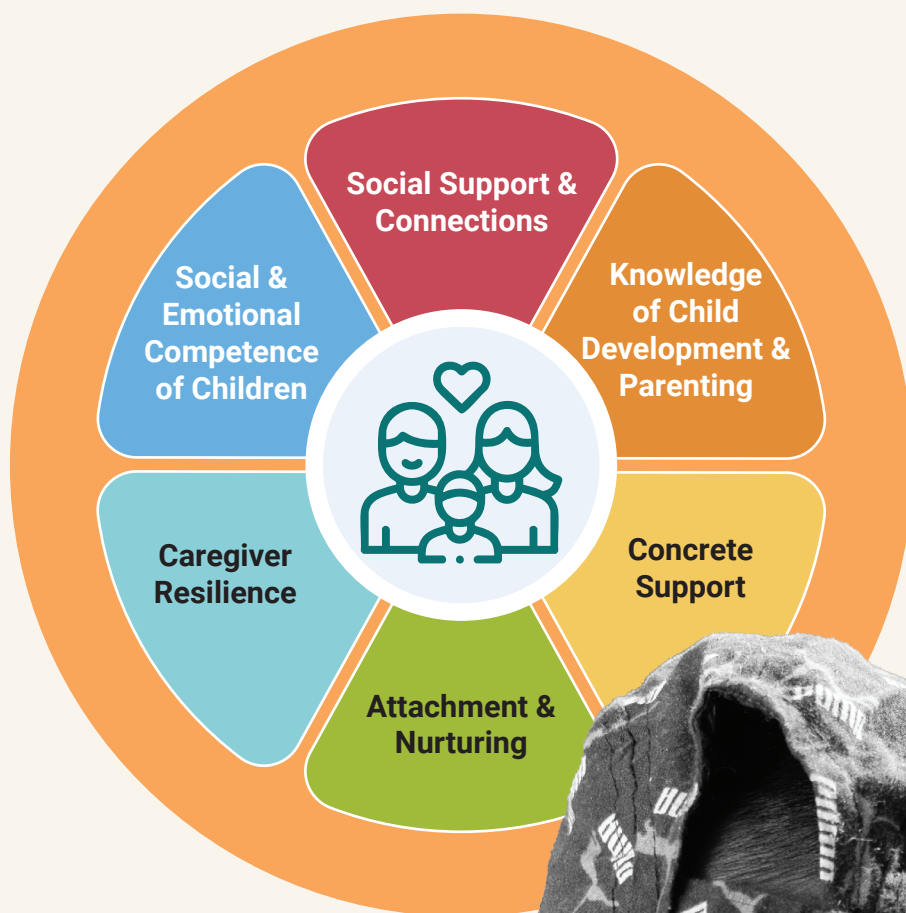 Social Support &
Connections
Knowledge
of Child
Development &
Parenting
Concrete
Support
Attachment &
Nurturing
Caregiver
Resilience
Social &
Emotional
Competence
of Children